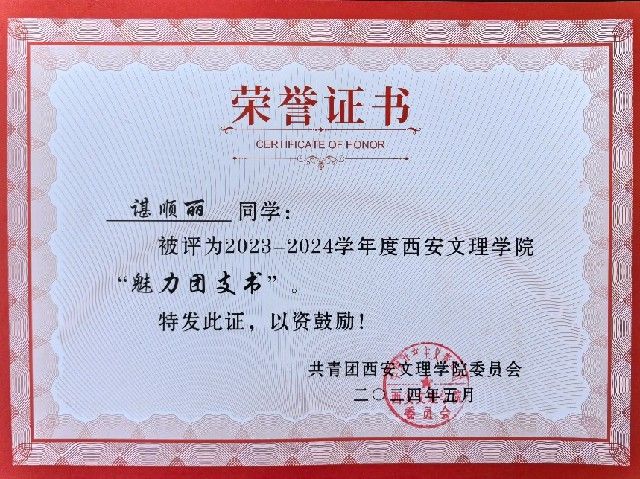 荣誉证书
CERTIFICATE OF HONOR
谌顺丽 同学：
被评为2023-2024学年度西安文理学院
“魅力团支书”。
特发此证，以资鼓励！
共青团西安文理学院委员会
二〇二四年五月
委员会